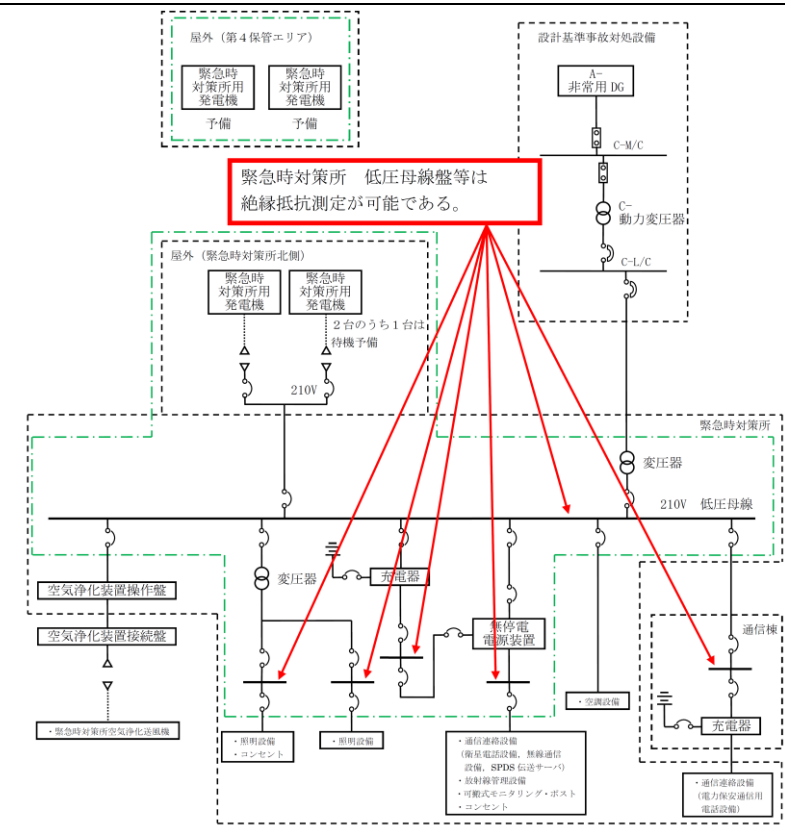 屋外（第４保管エリア）
緊急時
対策所用
発電機
緊急時
対策所用
発電機
予備
予備
設計基準事故対処設備
A-
非常用 DG
C-M/C
C-
動力変圧器
C-L/C
緊急時対策所　低圧母線盤等は
絶縁抵抗測定が可能である。
屋外（緊急時対策所北側）
緊急時
対策所用
発電機
緊急時
対策所用
発電機
２台のうち１台は
待機予備
210V
緊急時対策所
変圧器
210V　低圧母線
変圧器
充電器
空気浄化装置操作盤
空気浄化装置接続盤
無停電
電源装置
通信棟
充電器
・緊急時対策所空気浄化送風機
・照明設備
・コンセント
・照明設備
・通信連絡設備
（衛星電話設備、無線通信
設備、SPDS 伝送サーバ）
・放射線管理設備
・可搬式モニタリング・ポスト
・コンセント
・空調設備
・通信連絡設備
（電力保安通信用
電話設備）